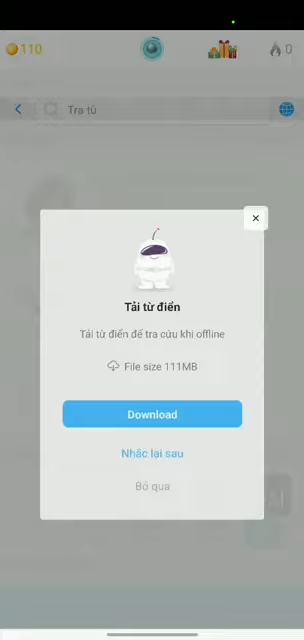 110
0
Tra từ
Tải từ điển
Tải từ điển để tra cứu khi offline
File size 111MB
Download
Nhắc lại sau
Bỏ qua